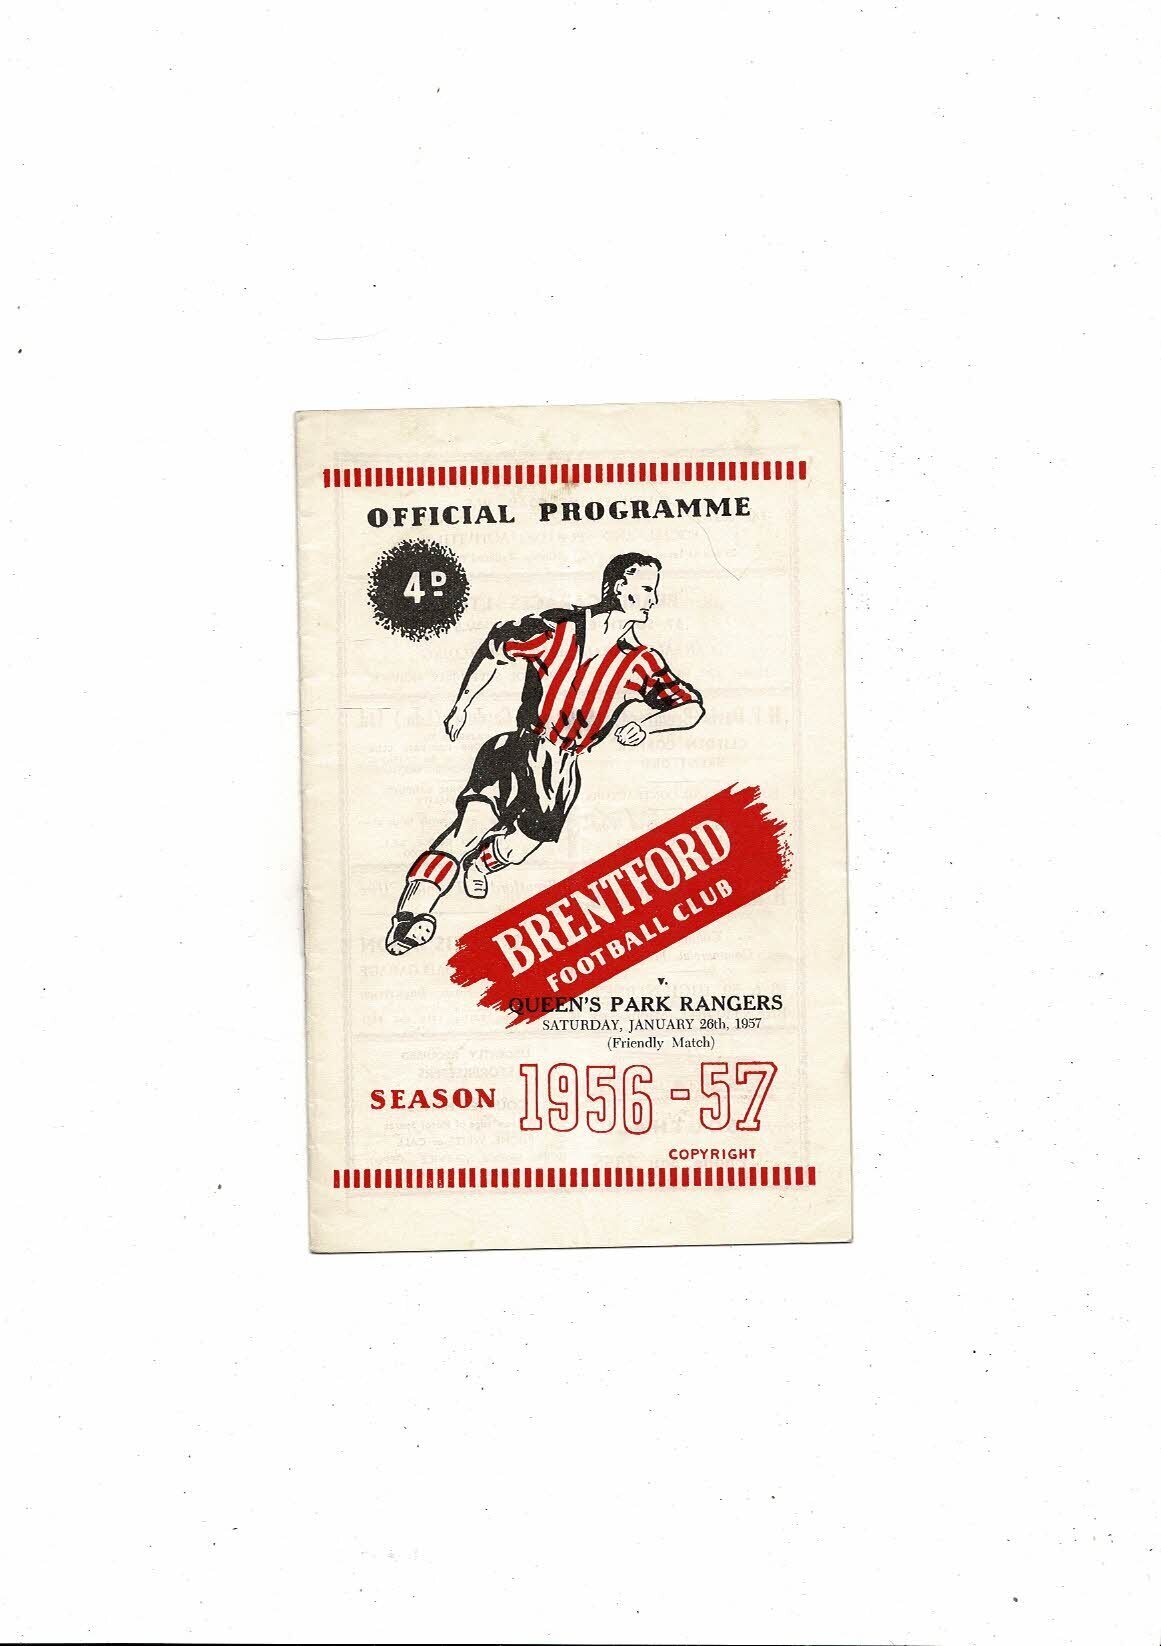 OFFICIAL PROGRAMME
4D
BRENTFORD
FOOTBALL CLUB
v.
QUEEN'S PARK RANGERS
SATURDAY, JANUARY 26th, 1957
(Friendly Match)
SEASON 1956-57
COPYRIGHT